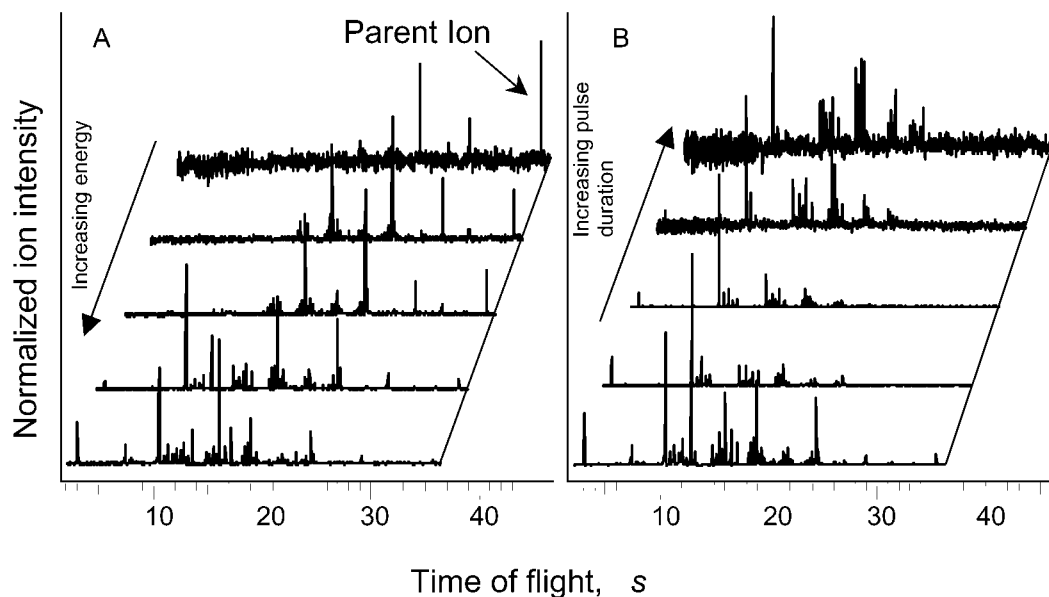 A
Parent Ion
B
Normalized ion intensity
Increasing energy
Increasing pulse
duration
10 20 30 40
10 20 30 40
Time of flight, s